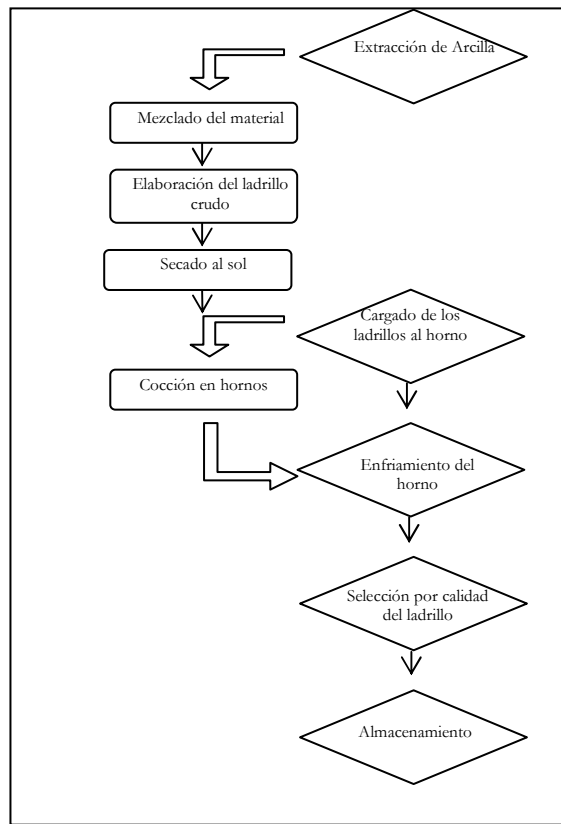 Extracción de Arcilla
Mezclado del material
Elaboración del ladrillo
crudo
Secado al sol
Cargado de los
ladrillos al horno
Cocción en hornos
Enfriamiento del
horno
Selección por calidad
del ladrillo
Almacenamiento